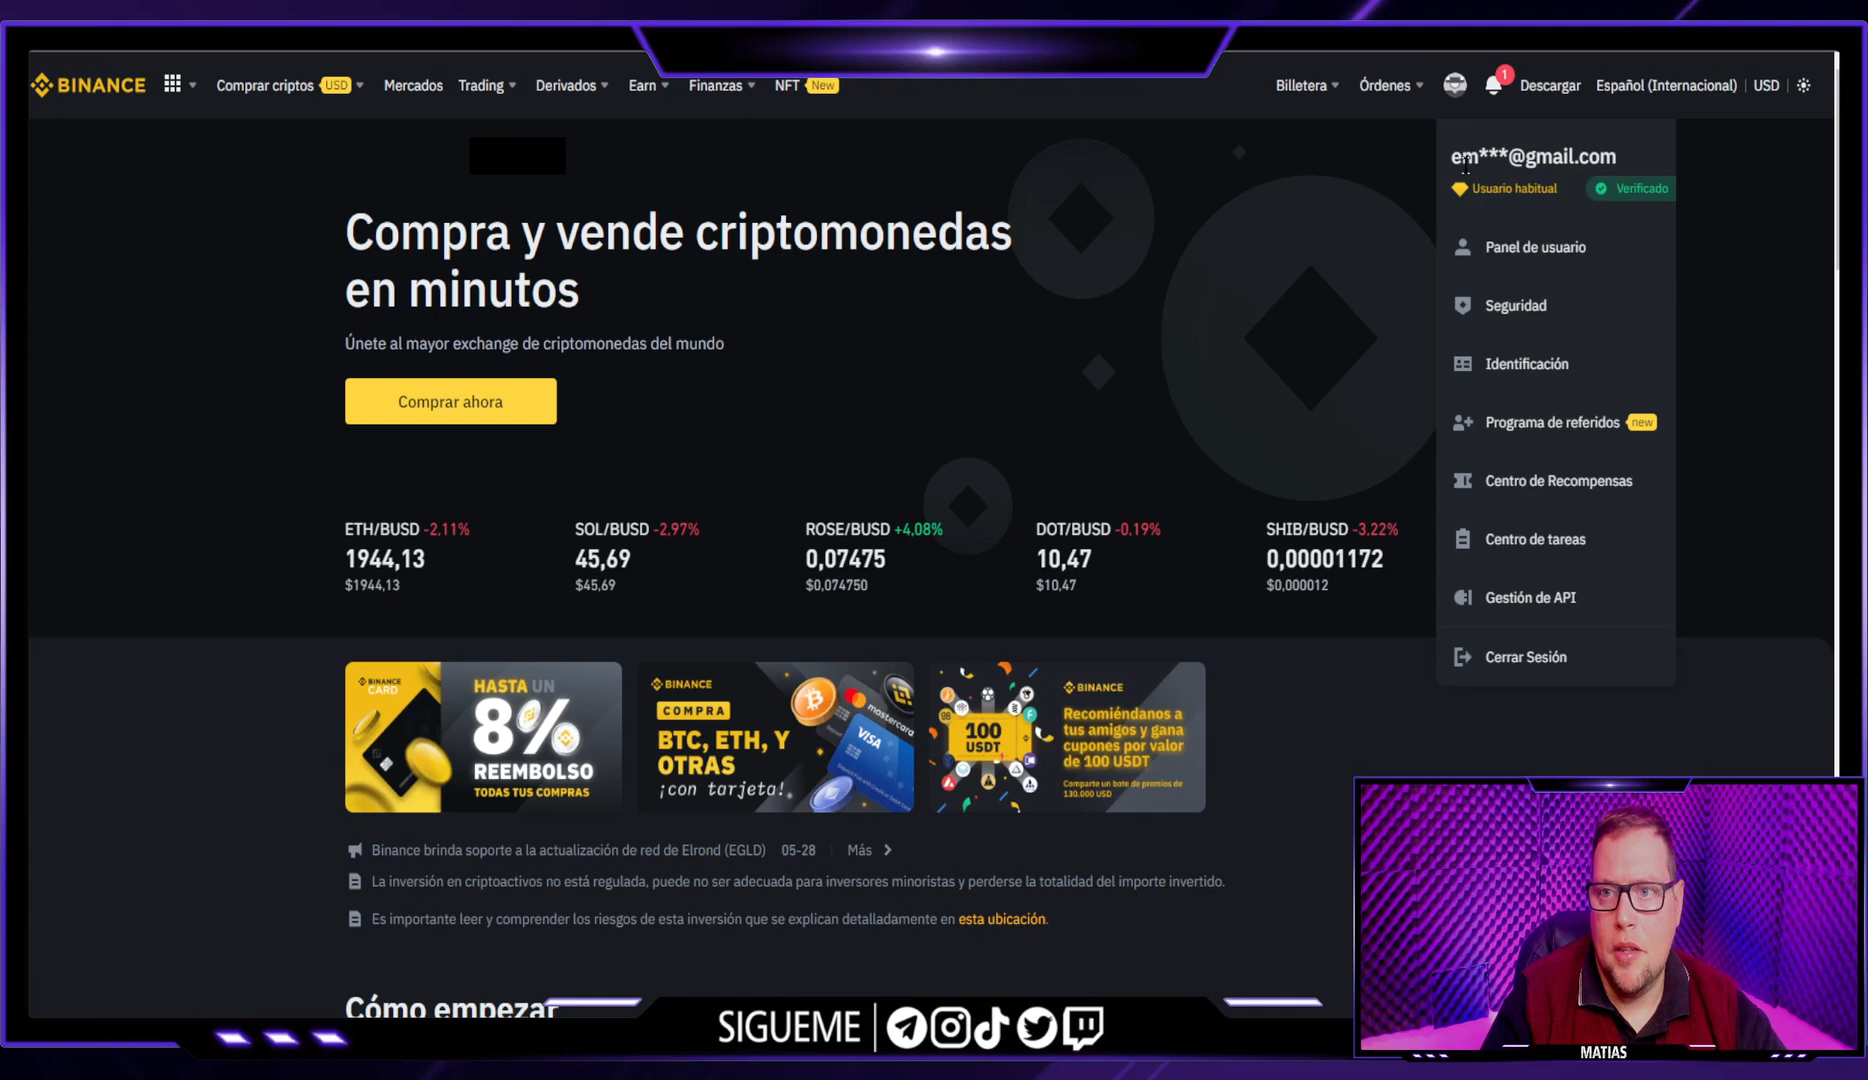 BINANCE
Comprar criptos USD
Mercados
Trading
Derivados
Earn
Finanzas
NFT New
Billetera
Órdenes
1
Descargar
Español (Internacional)
USD
em***@gmail.com
Usuario habitual
Verificado
Panel de usuario
Seguridad
Identificación
Programa de referidos new
Centro de Recompensas
Centro de tareas
Gestión de API
Cerrar Sesión
Compra y vende criptomonedas
en minutos
Únete al mayor exchange de criptomonedas del mundo
Comprar ahora
ETH/BUSD -2,11%
1944,13
$1944,13
SOL/BUSD -2,97%
45,69
$45,69
ROSE/BUSD +4,08%
0,07475
$0,074750
DOT/BUSD -0,19%
10,47
$10,47
SHIB/BUSD -3,22%
0,00001172
$0,000012
BINANCE
CARD
HASTA UN
8%
REEMBOLSO
TODAS TUS COMPRAS
BINANCE
COMPRA
BTC, ETH, Y
OTRAS
¡con tarjeta!
mastercard
VISA
BINANCE
100
USDT
Recomiéndanos a
tus amigos y gana
cupones por valor
de 100 USDT
Comparte un bote de premios de
130.000 USD
Binance brinda soporte a la actualización de red de Elrond (EGLD) 05-28 Más
La inversión en criptoactivos no está regulada, puede no ser adecuada para inversores minoristas y perderse la totalidad del importe invertido.
Es importante leer y comprender los riesgos de esta inversión que se explican detalladamente en esta ubicación.
Cómo empezar
SIGUEME
MATIAS